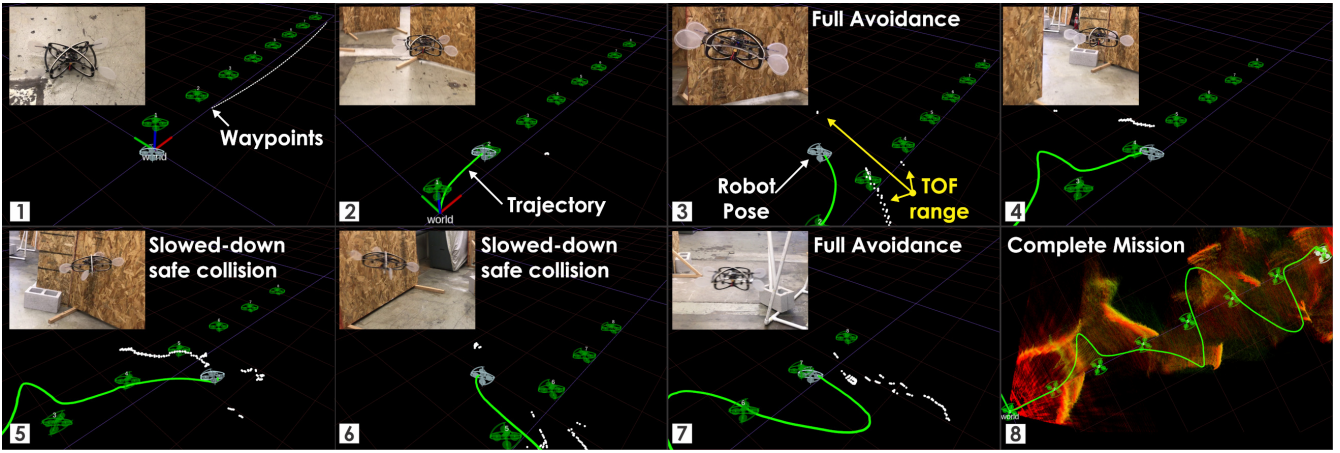 Waypoints
world
1
Trajectory
world
2
Full Avoidance
Robot
Pose
TOF
range
3
4
Slowed-down
safe collision
5
Slowed-down
safe collision
6
Full Avoidance
7
Complete Mission
world
8